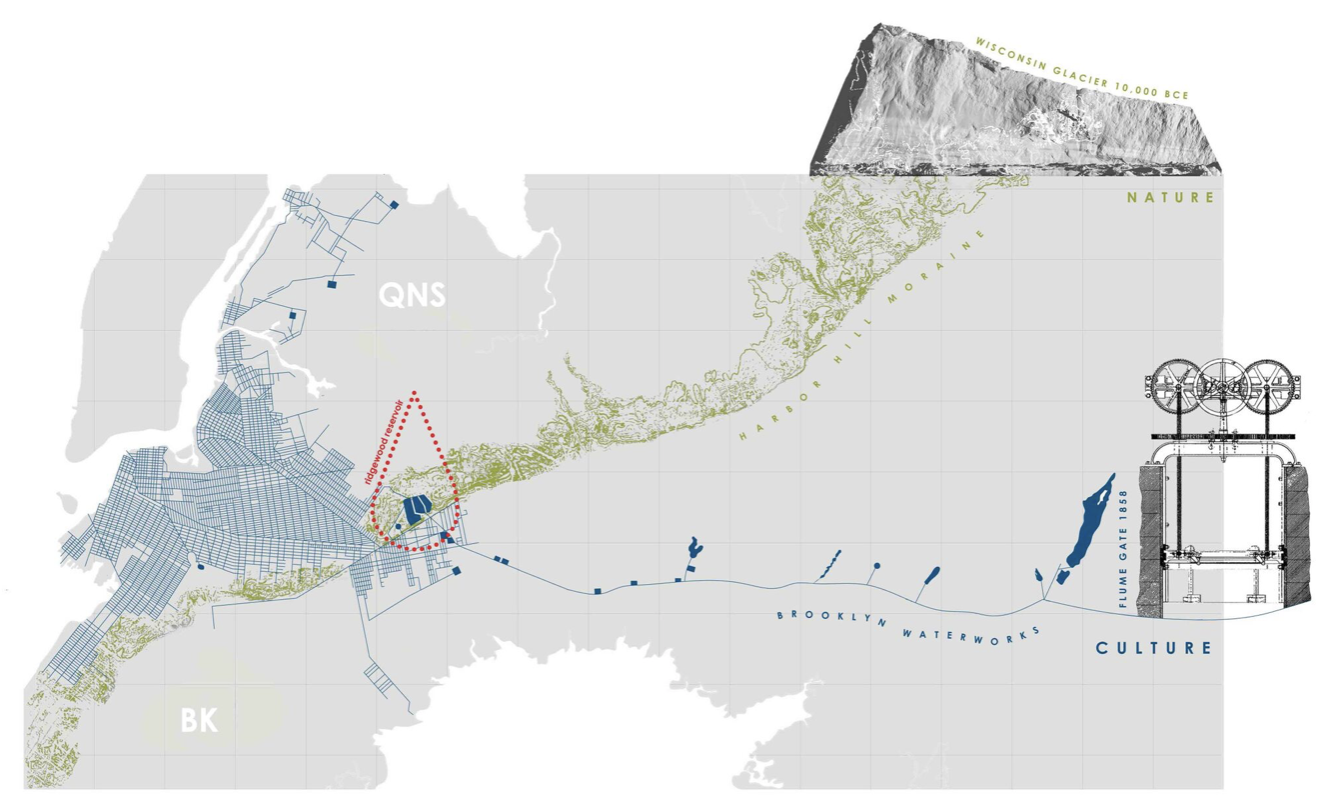 WISCONSIN GLACIER 10,000 BCE
NATURE
HARBOR HILL MORAINE
QNS
ridgewood reservoir
FLUME GATE 1858
BROOKLYN WATERWORKS
CULTURE
BK